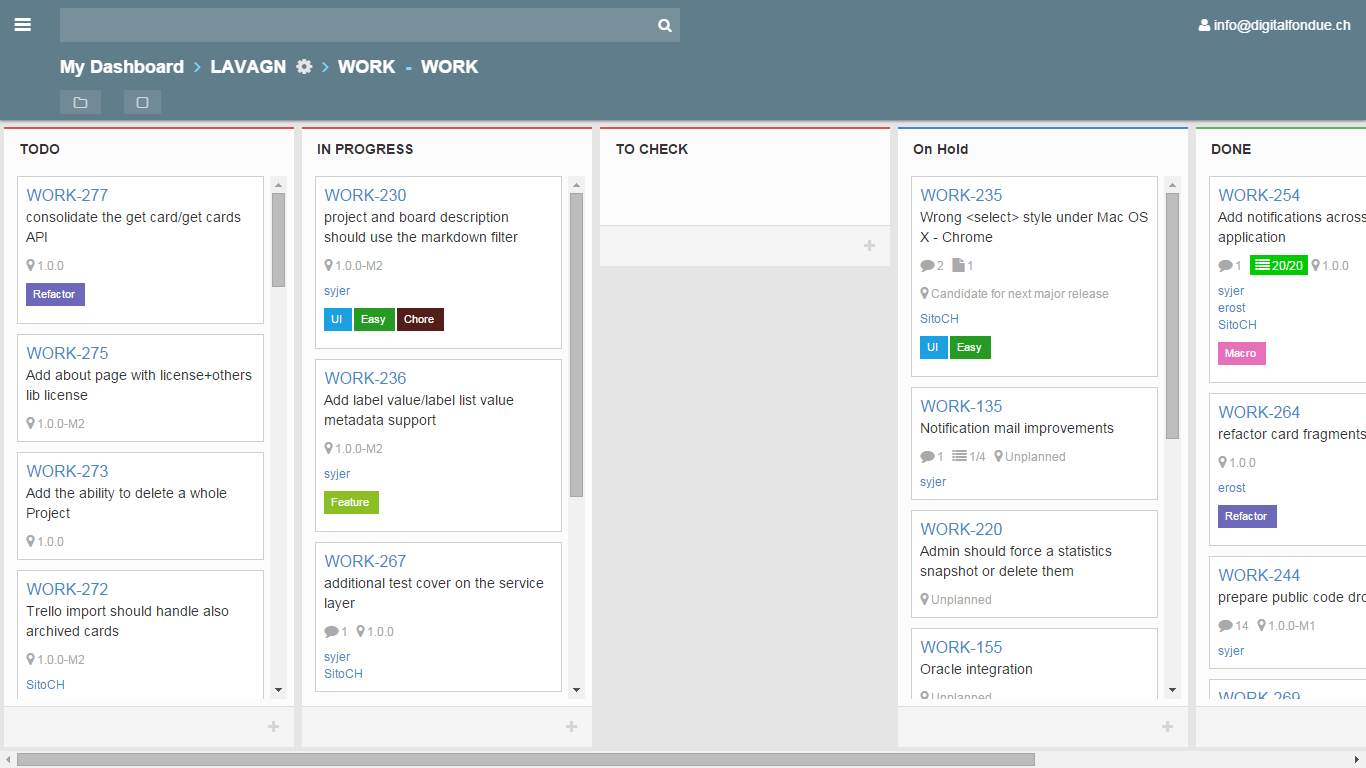 info@digitalfondue.ch
My Dashboard > LAVAGN > WORK - WORK
TODO
WORK-277
consolidate the get card/get cards
API
1.0.0
Refactor
WORK-275
Add about page with license+others
lib license
1.0.0-M2
WORK-273
Add the ability to delete a whole
Project
1.0.0
WORK-272
Trello import should handle also
archived cards
1.0.0-M2
SitoCH
IN PROGRESS
WORK-230
project and board description
should use the markdown filter
1.0.0-M2
syjer
UI Easy Chore
WORK-236
Add label value/label list value
metadata support
1.0.0-M2
syjer
Feature
WORK-267
additional test cover on the service
layer
1 1.0.0
syjer
SitoCH
TO CHECK
On Hold
WORK-235
Wrong <select> style under Mac OS
X - Chrome
2 1
Candidate for next major release
SitoCH
UI Easy
WORK-135
Notification mail improvements
1 1/4 Unplanned
syjer
WORK-220
Admin should force a statistics
snapshot or delete them
Unplanned
WORK-155
Oracle integration
Unplanned
DONE
WORK-254
Add notifications across
application
1 20/20 1.0.0
syjer
erost
SitoCH
Macro
WORK-264
refactor card fragments
1.0.0
erost
Refactor
WORK-244
prepare public code dro
14 1.0.0-M1
syjer
WORK-269